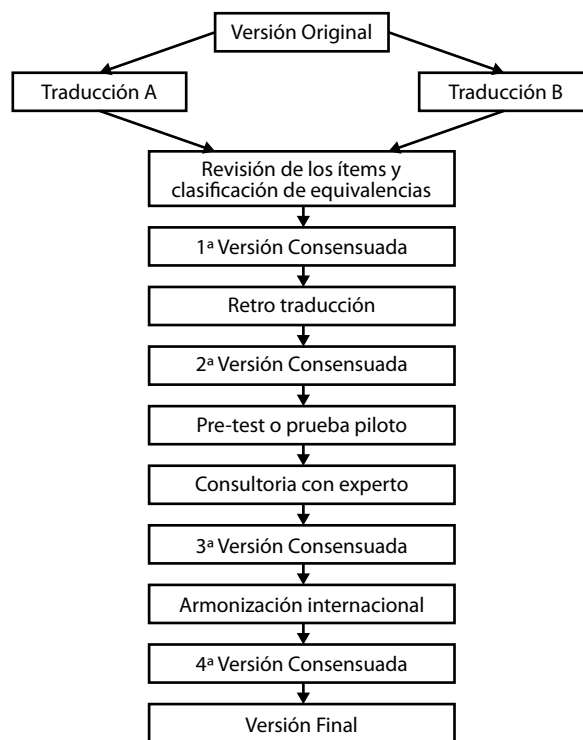 Versión Original
Traducción A
Traducción B
Revisión de los ítems y
clasificación de equivalencias
1ª Versión Consensuada
Retro traducción
2ª Versión Consensuada
Pre-test o prueba piloto
Consultoria con experto
3ª Versión Consensuada
Armonización internacional
4ª Versión Consensuada
Versión Final